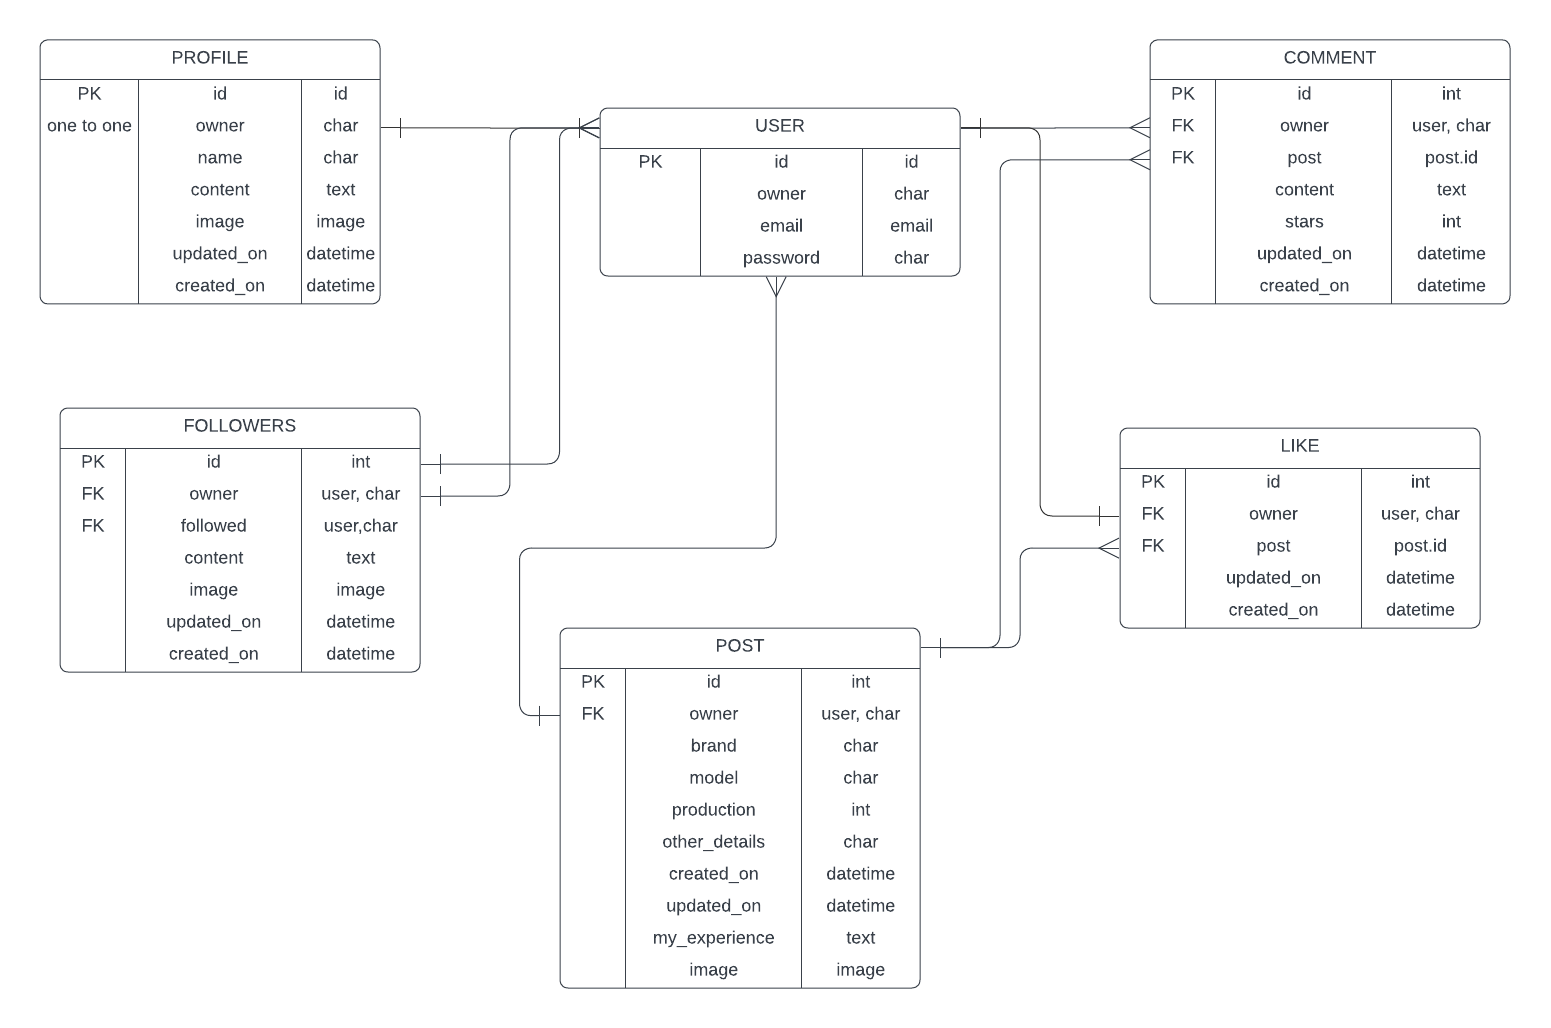 PROFILE
PK id id
one to one owner char
name char
content text
image image
updated_on datetime
created_on datetime
USER
PK id id
owner char
email email
password char
COMMENT
PK id int
FK owner user, char
FK post post.id
content text
stars int
updated_on datetime
created_on datetime
FOLLOWERS
PK id int
FK owner user, char
FK followed user,char
content text
image image
updated_on datetime
created_on datetime
LIKE
PK id int
FK owner user, char
FK post post.id
updated_on datetime
created_on datetime
POST
PK id int
FK owner user, char
brand char
model char
production int
other_details char
created_on datetime
updated_on datetime
my_experience text
image image